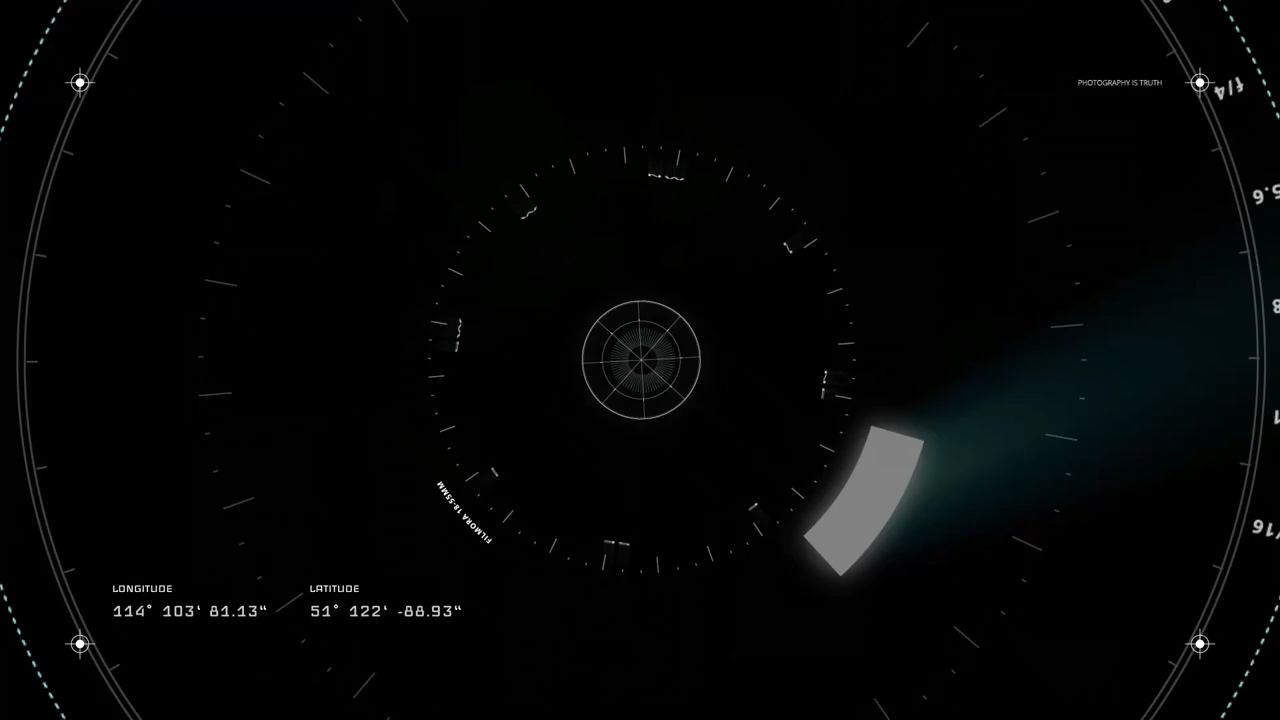 PHOTOGRAPHY IS TRUTH
f/4
5.6
8
FILMORA 18-55MM
LONGITUDE
114° 103‘ 81.13“
LATITUDE
51° 122‘ -88.93“